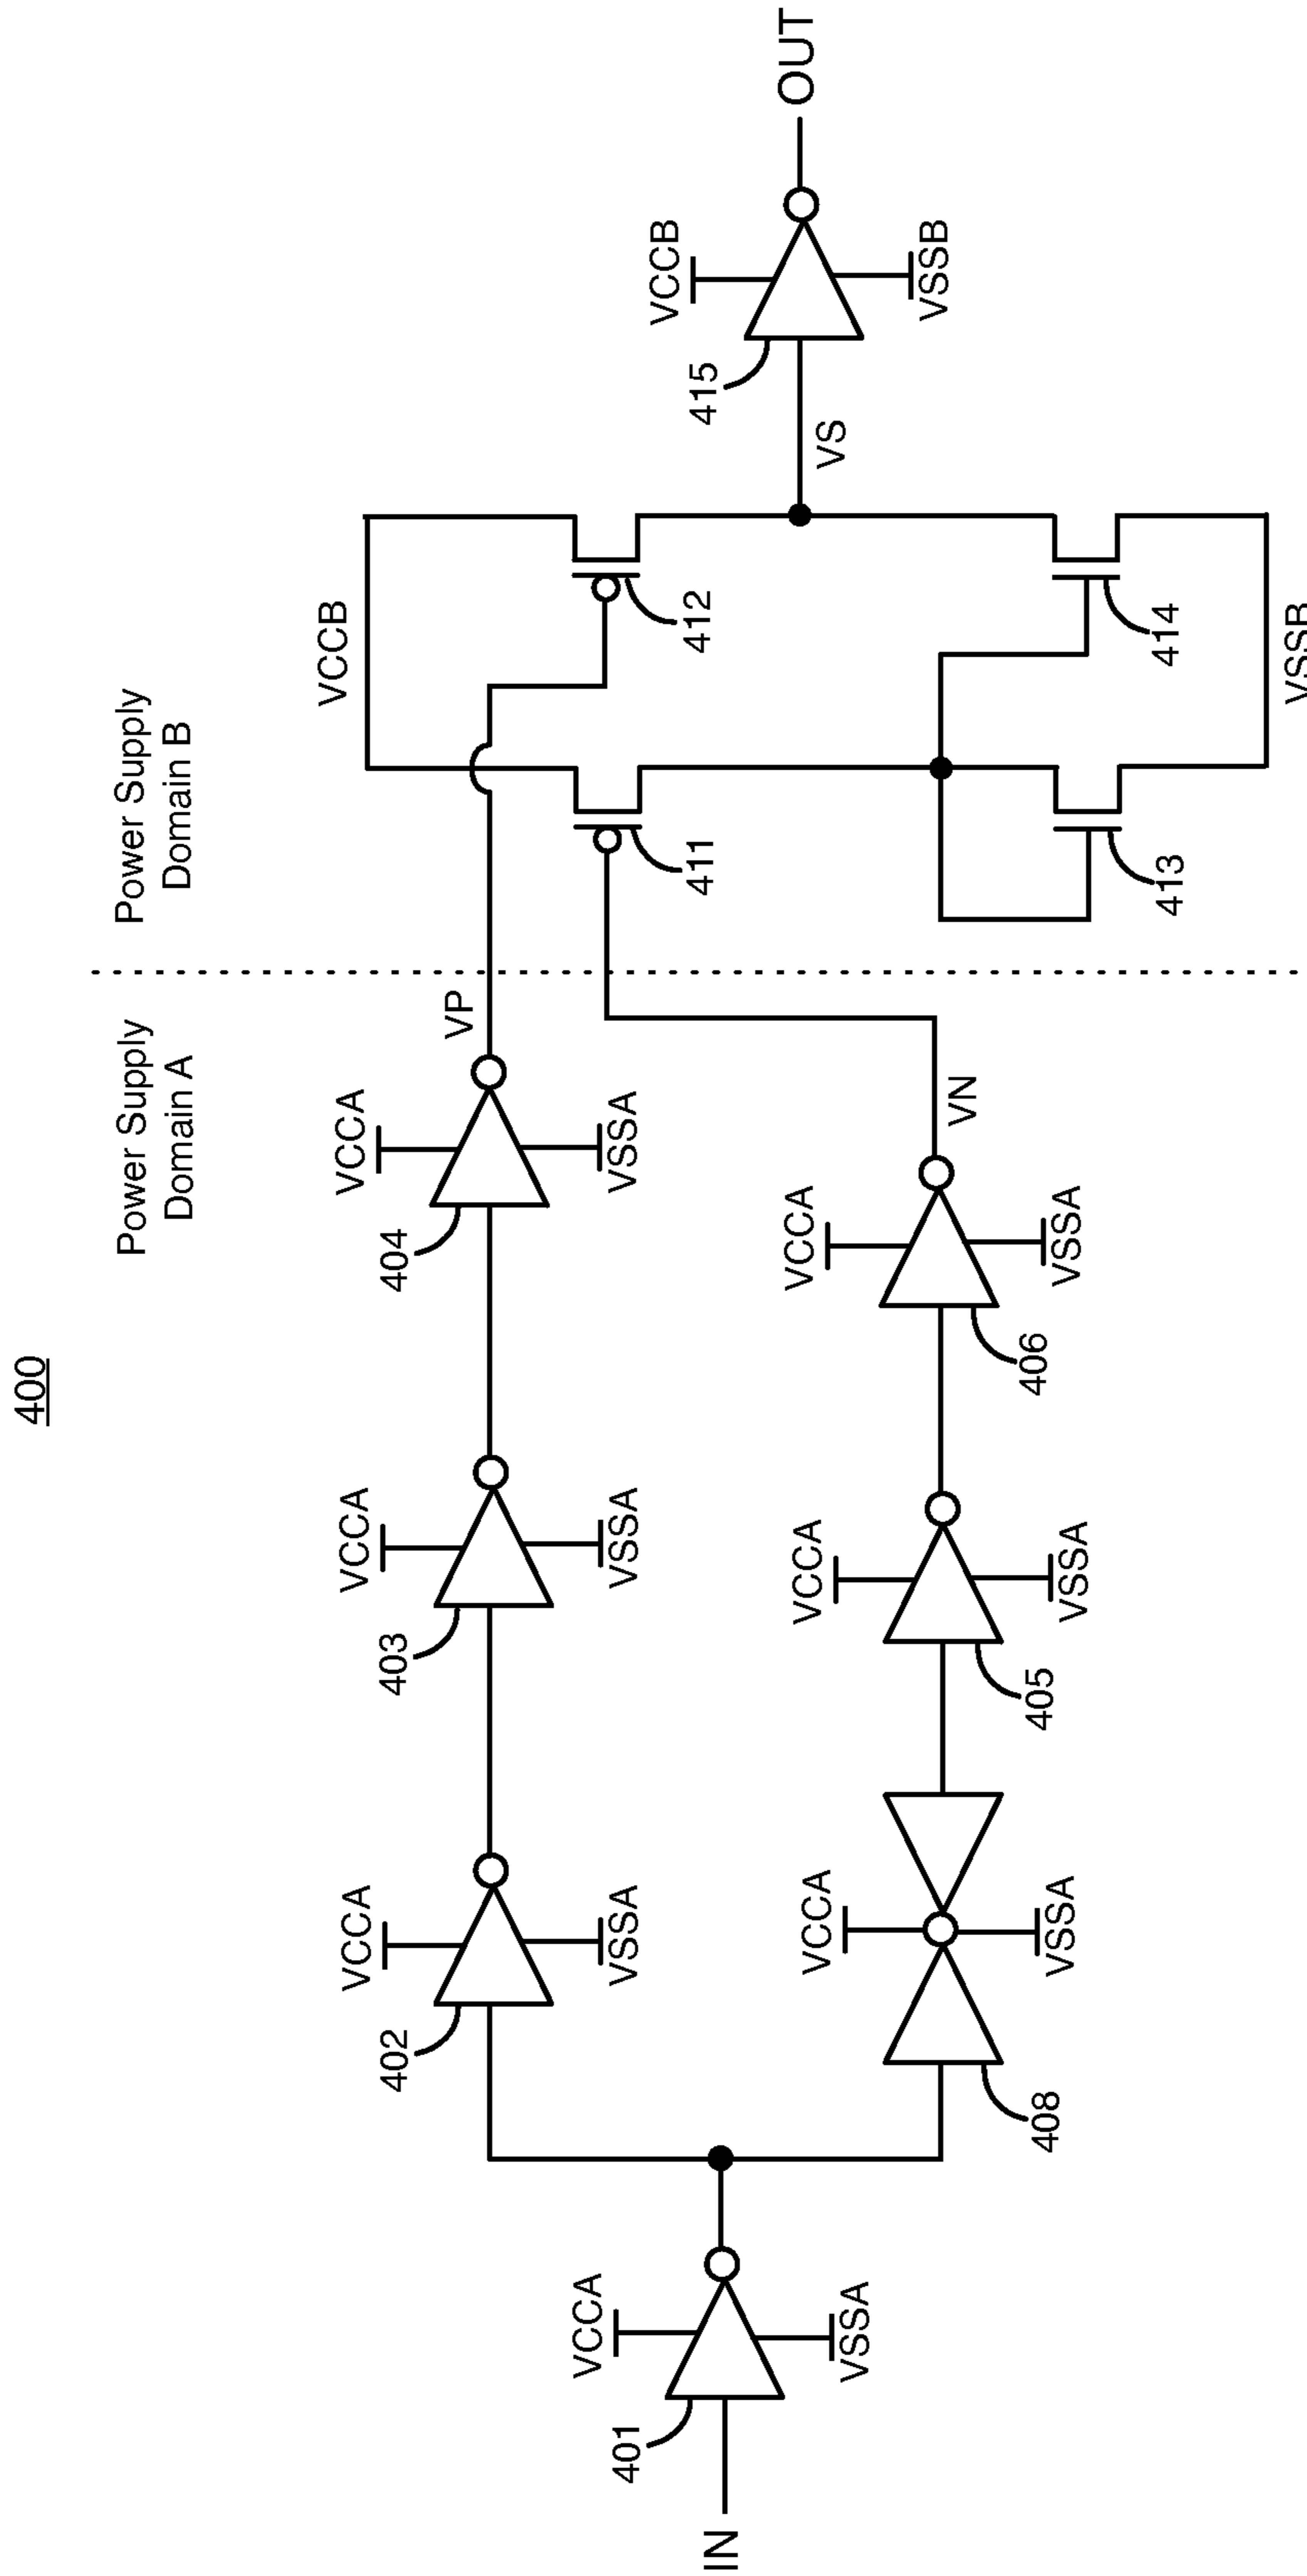 400
Power Supply
Domain A
Power Supply
Domain B
IN
401
VCCA
VSSA
402
VCCA
VSSA
403
VCCA
VSSA
404
VCCA
VSSA
VP
408
VCCA
VSSA
405
VCCA
VSSA
406
VCCA
VSSA
VN
VCCB
411
412
413
414
VSSB
VS
415
VCCB
VSSB
OUT